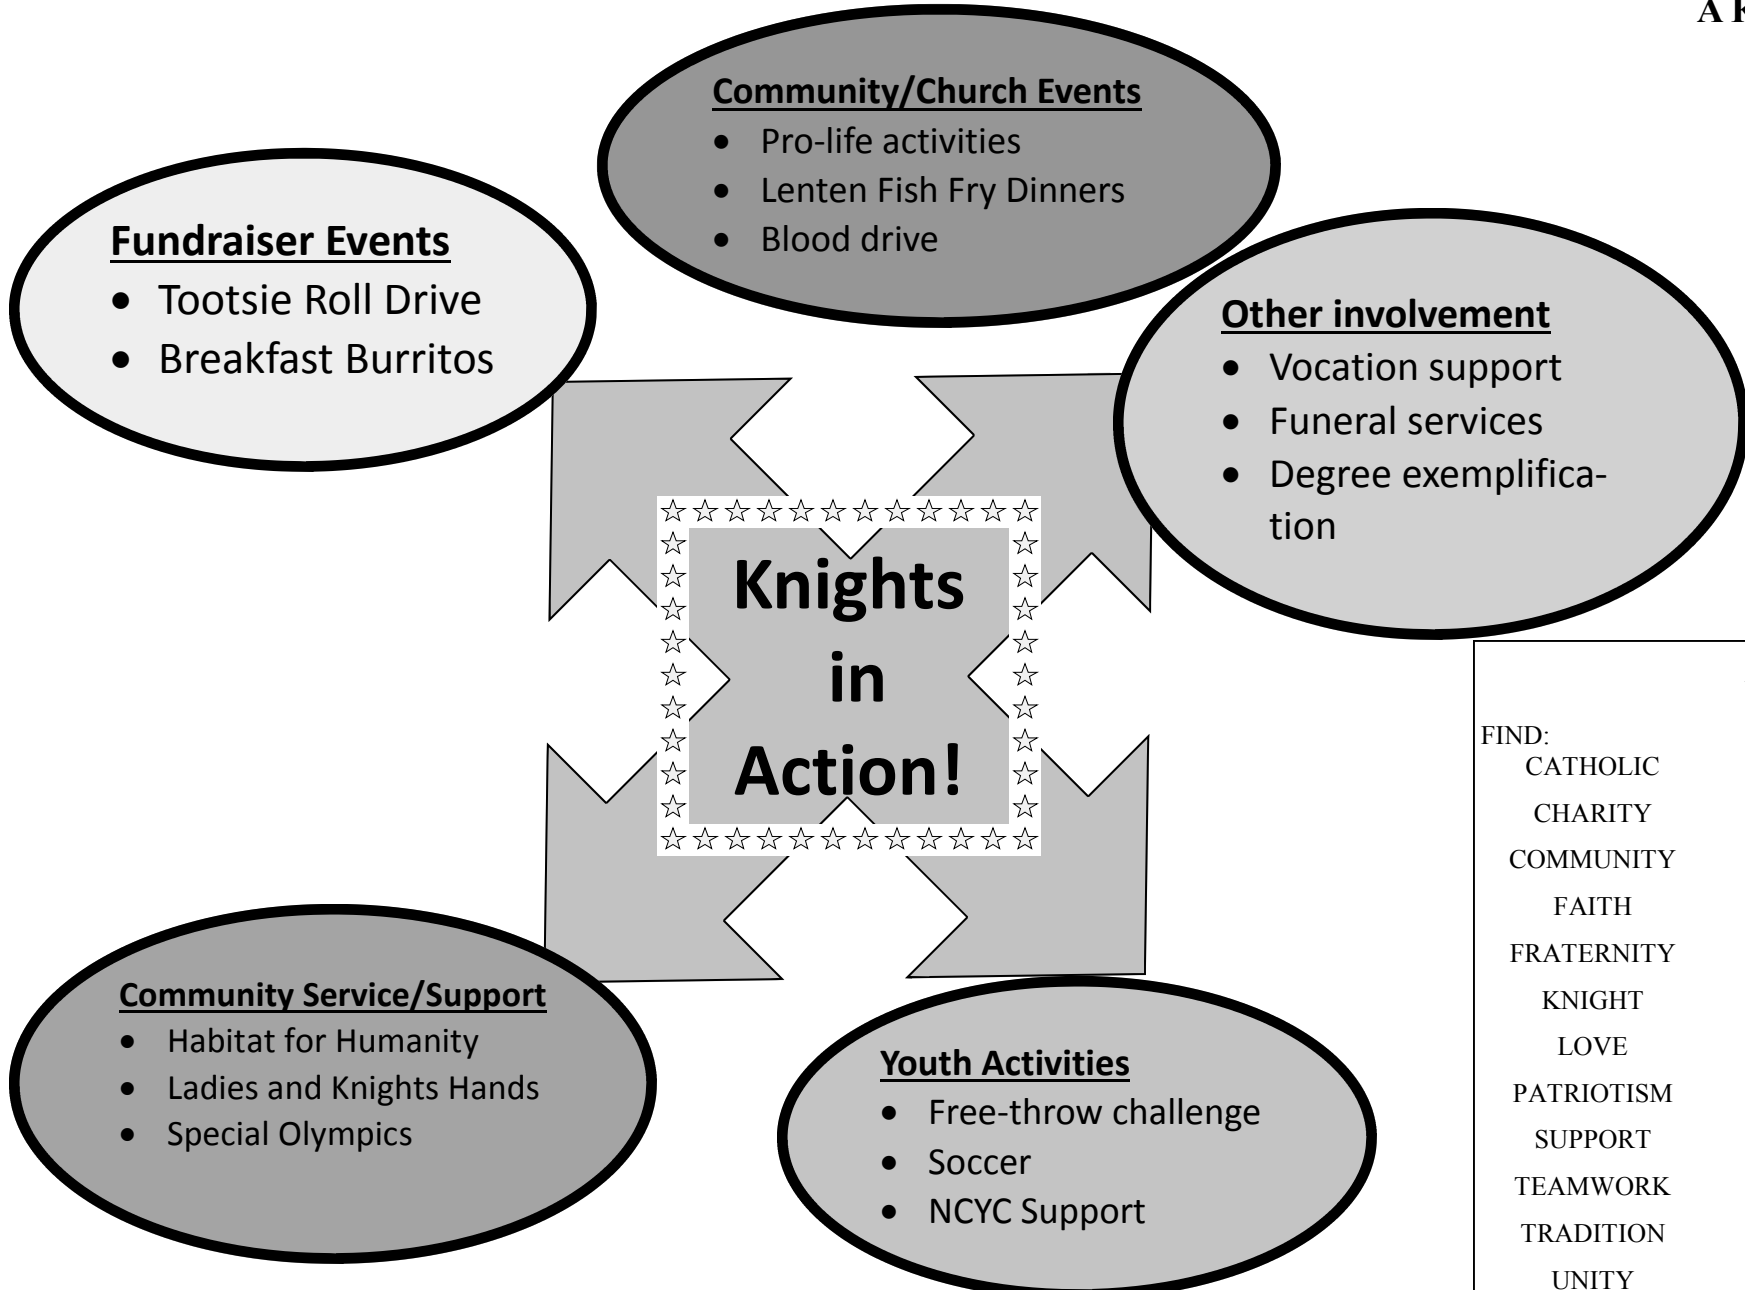 A K
Community/Church Events
• Pro-life activities
• Lenten Fish Fry Dinners
• Blood drive
Fundraiser Events
• Tootsie Roll Drive
• Breakfast Burritos
Other involvement
• Vocation support
• Funeral services
• Degree exemplifica-
tion
Knights
in
Action!
Community Service/Support
• Habitat for Humanity
• Ladies and Knights Hands
• Special Olympics
Youth Activities
• Free-throw challenge
• Soccer
• NCYC Support
FIND:
CATHOLIC
CHARITY
COMMUNITY
FAITH
FRATERNITY
KNIGHT
LOVE
PATRIOTISM
SUPPORT
TEAMWORK
TRADITION
UNITY